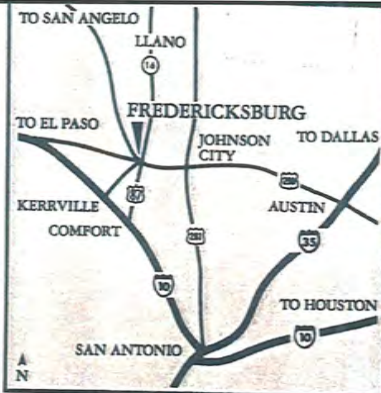 TO SAN ANGELO
LLANO
16
FREDERICKSBURG
TO EL PASO
JOHNSON
CITY
TO DALLAS
290
KERRVILLE
87
AUSTIN
COMFORT
281
35
10
TO HOUSTON
SAN ANTONIO
10
N